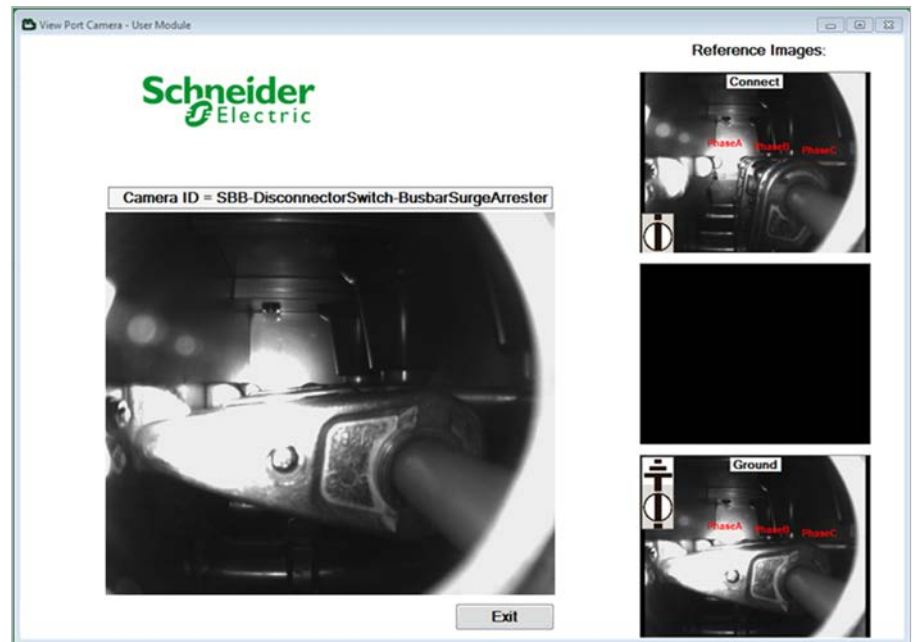 View Port Camera - User Module
Reference Images:
Schneider
Electric
Connect
PhaseA PhaseB PhaseC
Camera ID = SBB-DisconnectorSwitch-BusbarSurgeArrester
Ground
PhaseA PhaseB PhaseC
Exit